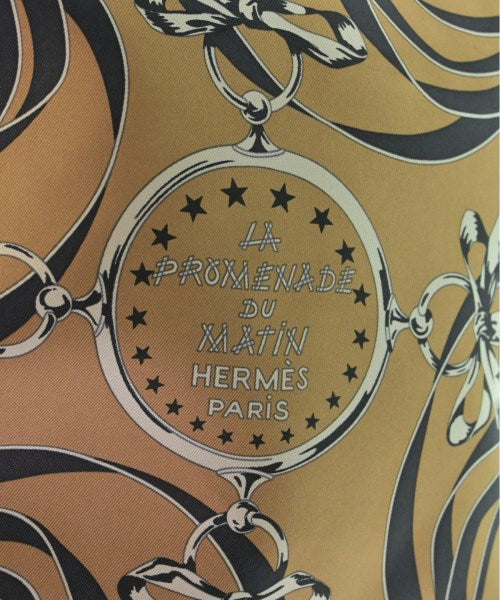 LA
PROMENADE
DU
MATIN
HERMÈS
PARIS